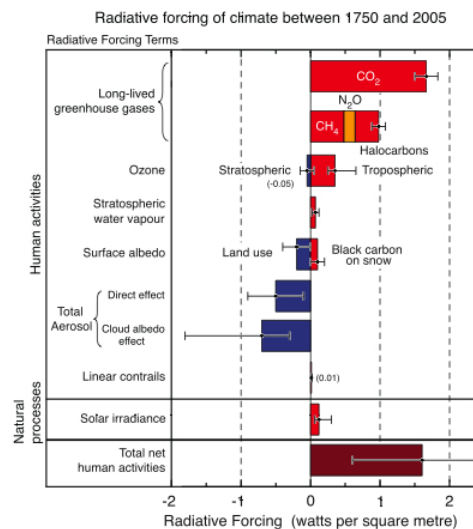 Radiative forcing of climate between 1750 and 2005
Radiative Forcing Terms
Human activities
Long-lived
greenhouse gases
CO₂
N₂O
CH₄
Halocarbons
Ozone
Stratospheric
(-0.05)
Tropospheric
Stratospheric
water vapour
Surface albedo
Land use
Black carbon
on snow
Total
Aerosol
Direct effect
Cloud albedo
effect
Linear contrails
(0.01)
Natural
processes
Solar irradiance
Total net
human activities
-2 -1 0 1 2
Radiative Forcing (watts per square metre)